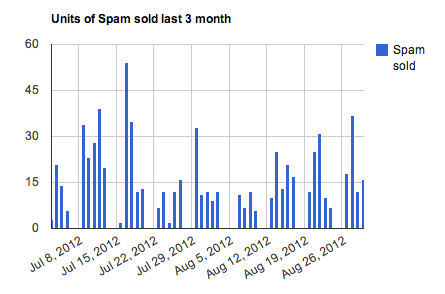 Units of Spam sold last 3 month
60
45
30
15
0
Spam
sold
Jul 8, 2012
Jul 15, 2012
Jul 22, 2012
Jul 29, 2012
Aug 5, 2012
Aug 12, 2012
Aug 19, 2012
Aug 26, 2012